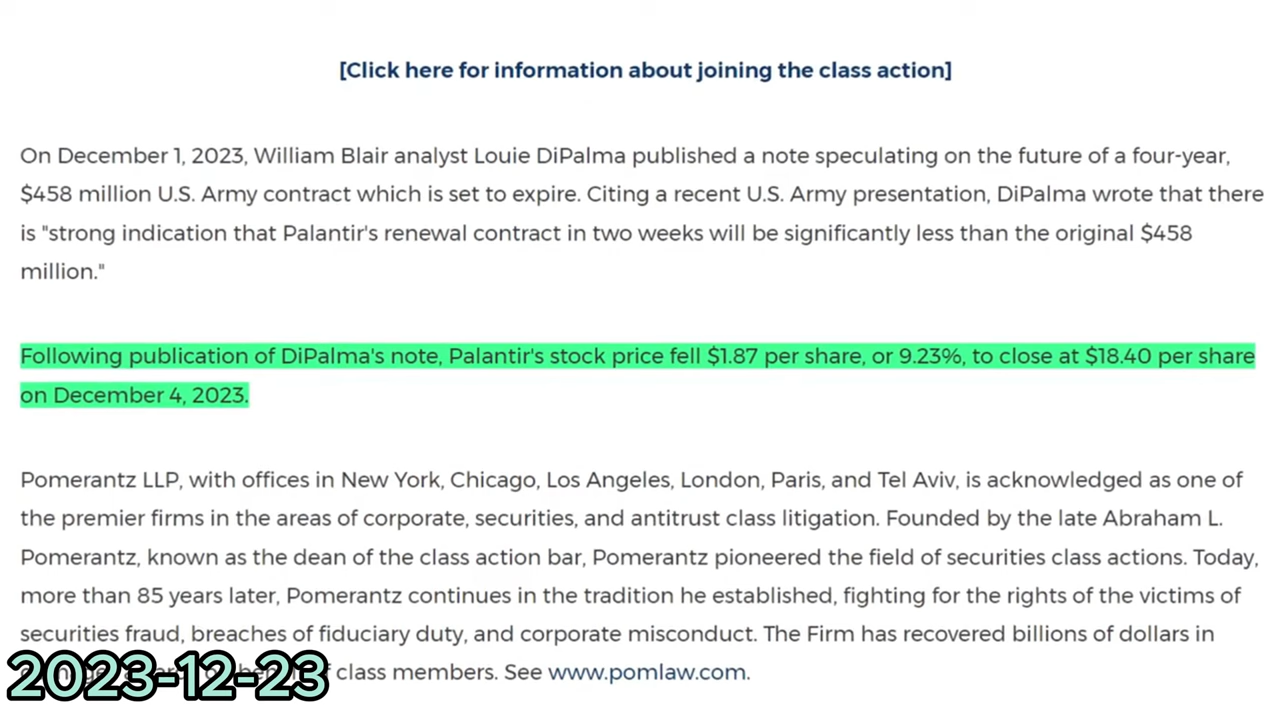 [Click here for information about joining the class action]
On December 1, 2023, William Blair analyst Louie DiPalma published a note speculating on the future of a four-year,
$458 million U.S. Army contract which is set to expire. Citing a recent U.S. Army presentation, DiPalma wrote that there
is "strong indication that Palantir's renewal contract in two weeks will be significantly less than the original $458
million."
Following publication of DiPalma's note, Palantir's stock price fell $1.87 per share, or 9.23%, to close at $18.40 per share
on December 4, 2023.
Pomerantz LLP, with offices in New York, Chicago, Los Angeles, London, Paris, and Tel Aviv, is acknowledged as one of
the premier firms in the areas of corporate, securities, and antitrust class litigation. Founded by the late Abraham L.
Pomerantz, known as the dean of the class action bar, Pomerantz pioneered the field of securities class actions. Today,
more than 85 years later, Pomerantz continues in the tradition he established, fighting for the rights of the victims of
securities fraud, breaches of fiduciary duty, and corporate misconduct. The Firm has recovered billions of dollars in
class members. See www.pomlaw.com.
2023-12-23